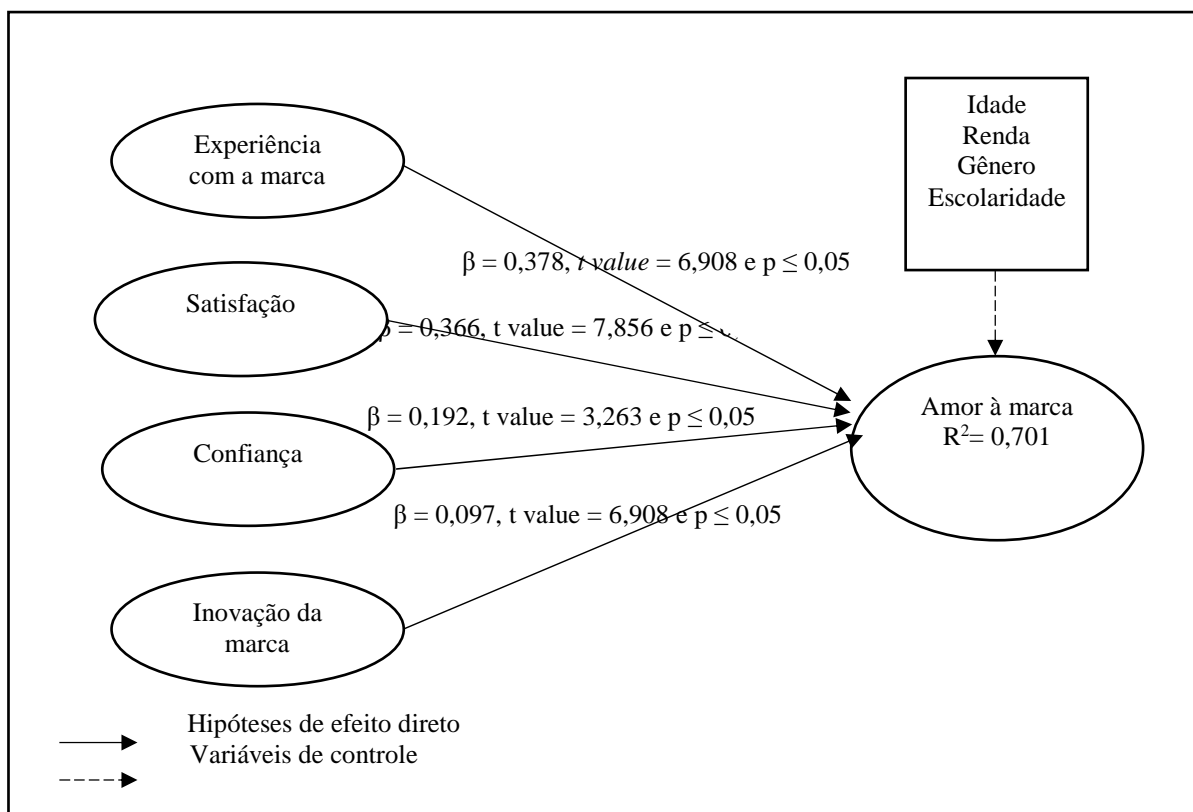 Experiência
com a marca
Idade
Renda
Gênero
Escolaridade
β = 0,378, t value = 6,908 e p ≤ 0,05
Satisfação
β = 0,366, t value = 7,856 e p ≤
Amor à marca
R²= 0,701
β = 0,192, t value = 3,263 e p ≤ 0,05
Confiança
β = 0,097, t value = 6,908 e p ≤ 0,05
Inovação da
marca
Hipóteses de efeito direto
Variáveis de controle